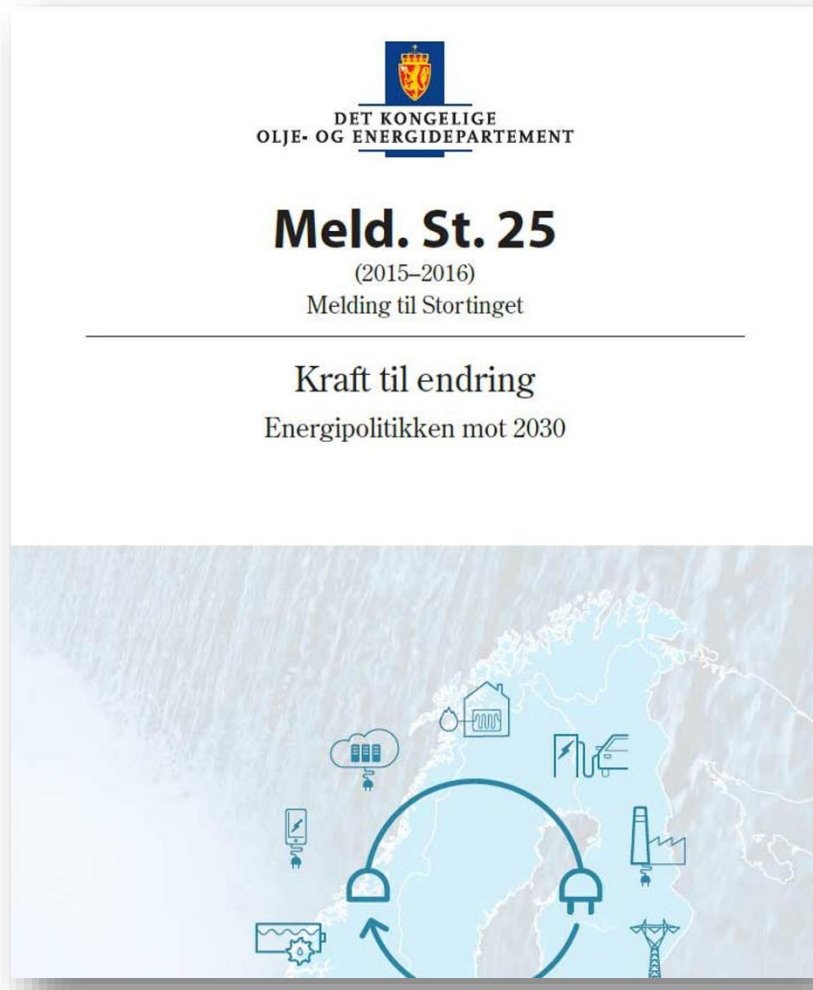 DET KONGELIGE
OLJE- OG ENERGIDEPARTEMENT
Meld. St. 25
(2015–2016)
Melding til Stortinget
Kraft til endring
Energipolitikken mot 2030